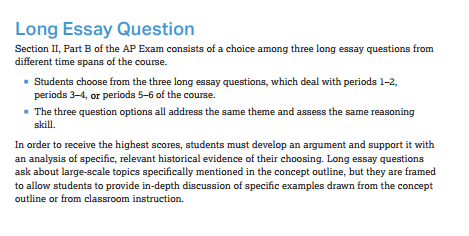 Long Essay Question
Section II, Part B of the AP Exam consists of a choice among three long essay questions from
different time spans of the course.
▪ Students choose from the three long essay questions, which deal with periods 1–2,
periods 3–4, or periods 5–6 of the course.
▪ The three question options all address the same theme and assess the same reasoning
skill.
In order to receive the highest scores, students must develop an argument and support it with
an analysis of specific, relevant historical evidence of their choosing. Long essay questions
ask about large-scale topics specifically mentioned in the concept outline, but they are framed
to allow students to provide in-depth discussion of specific examples drawn from the concept
outline or from classroom instruction.